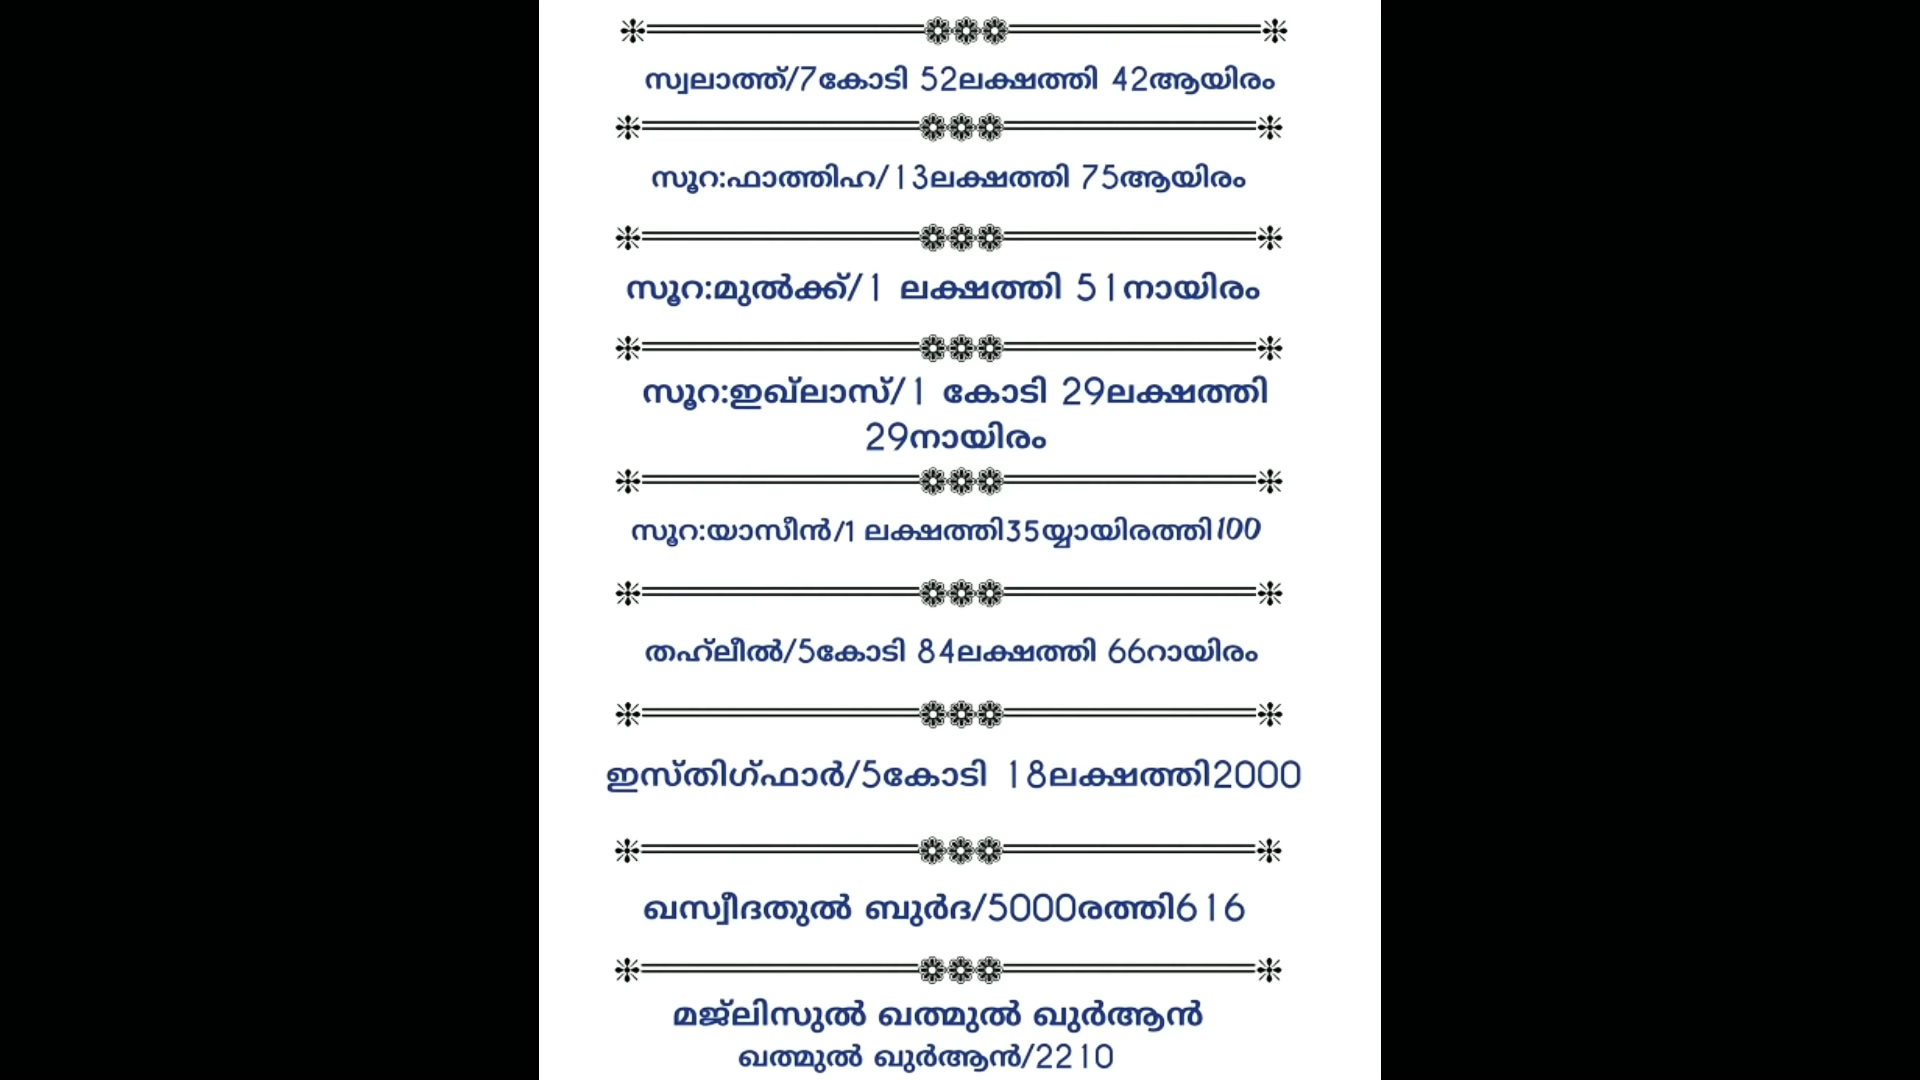 സ്വലാത്ത്/7കോടി 52ലക്ഷത്തി 42ആയിരം
സൂറ:ഫാത്തിഹ/13ലക്ഷത്തി 75ആയിരം
സൂറ:മുൽക്ക്/1 ലക്ഷത്തി 51നായിരം
സൂറ:ഇഖ്‌ലാസ്/1 കോടി 29ലക്ഷത്തി
29നായിരം
സൂറ:യാസീൻ/1 ലക്ഷത്തി35യ്യായിരത്തി100
തഹ്‌ലീൽ/5കോടി 84ലക്ഷത്തി 66റായിരം
ഇസ്തിഗ്ഫാർ/5കോടി 18ലക്ഷത്തി2000
ഖസ്വീദതുൽ ബുർദ/5000രത്തി616
മജ്‌ലിസുൽ ഖത്മുൽ ഖുർആൻ
ഖത്മുൽ ഖുർആൻ/2210